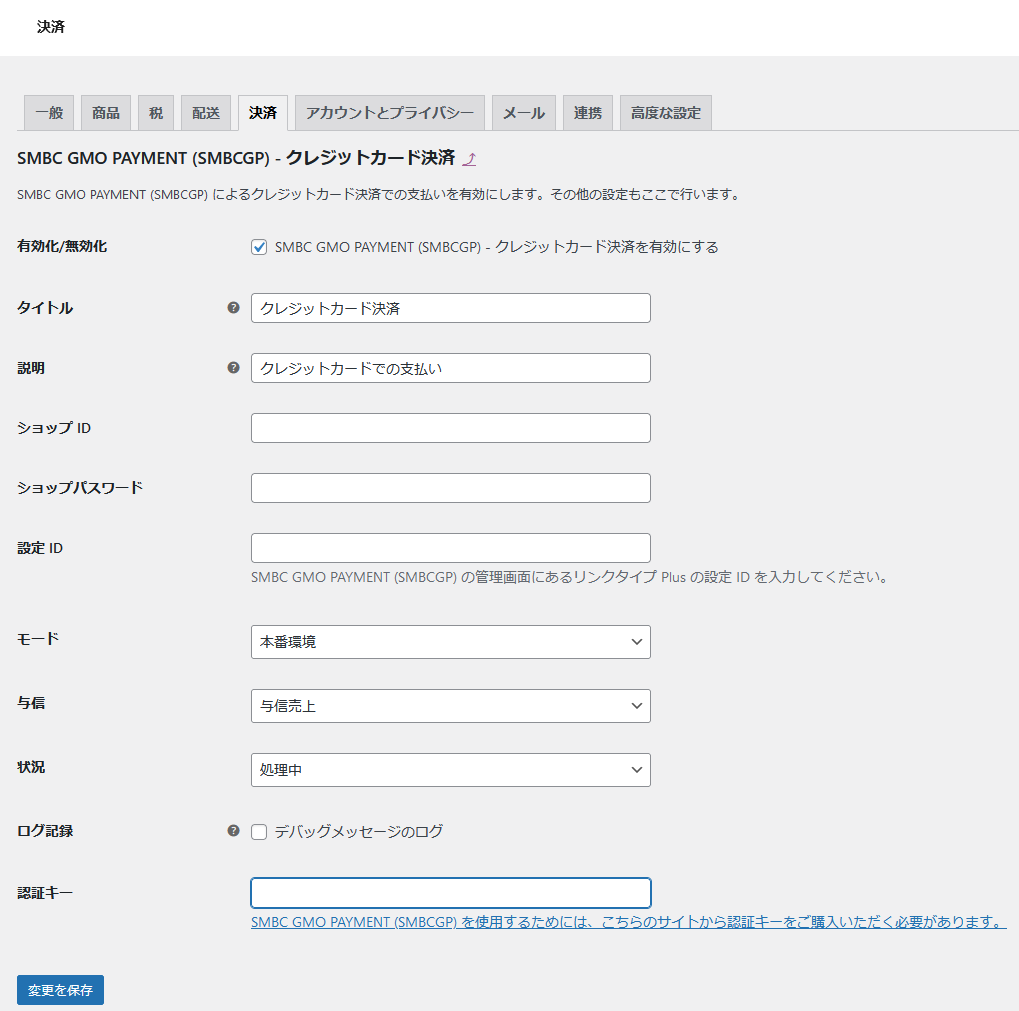 決済
一般 商品 税 配送 決済 アカウントとプライバシー メール 連携 高度な設定
SMBC GMO PAYMENT (SMBCGP) - クレジットカード決済 ⤴
SMBC GMO PAYMENT (SMBCGP) によるクレジットカード決済での支払いを有効にします。その他の設定もここで行います。
有効化/無効化 SMBC GMO PAYMENT (SMBCGP) - クレジットカード決済を有効にする
タイトル ? クレジットカード決済
説明 ? クレジットカードでの支払い
ショップ ID
ショップパスワード
設定 ID
SMBC GMO PAYMENT (SMBCGP) の管理画面にあるリンクタイプ Plus の設定 ID を入力してください。
モード 本番環境
与信 与信売上
状況 処理中
ログ記録 ? デバッグメッセージのログ
認証キー
SMBC GMO PAYMENT (SMBCGP) を使用するためには、こちらのサイトから認証キーをご購入いただく必要があります。
変更を保存